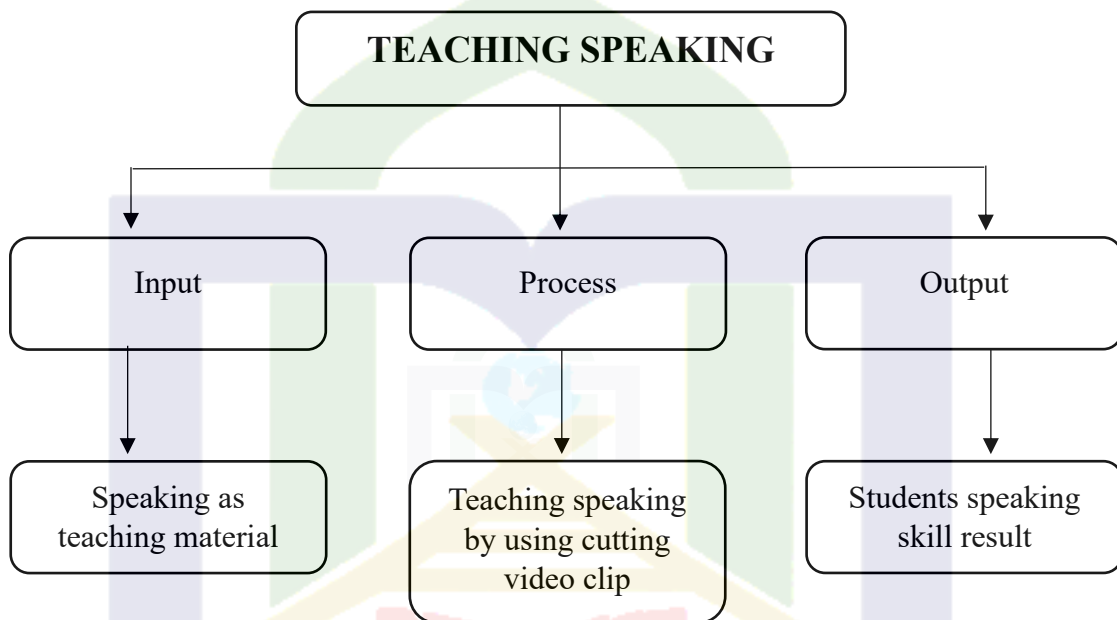 TEACHING SPEAKING
Input
Process
Output
Speaking as
teaching material
Teaching speaking
by using cutting
video clip
Students speaking
skill result